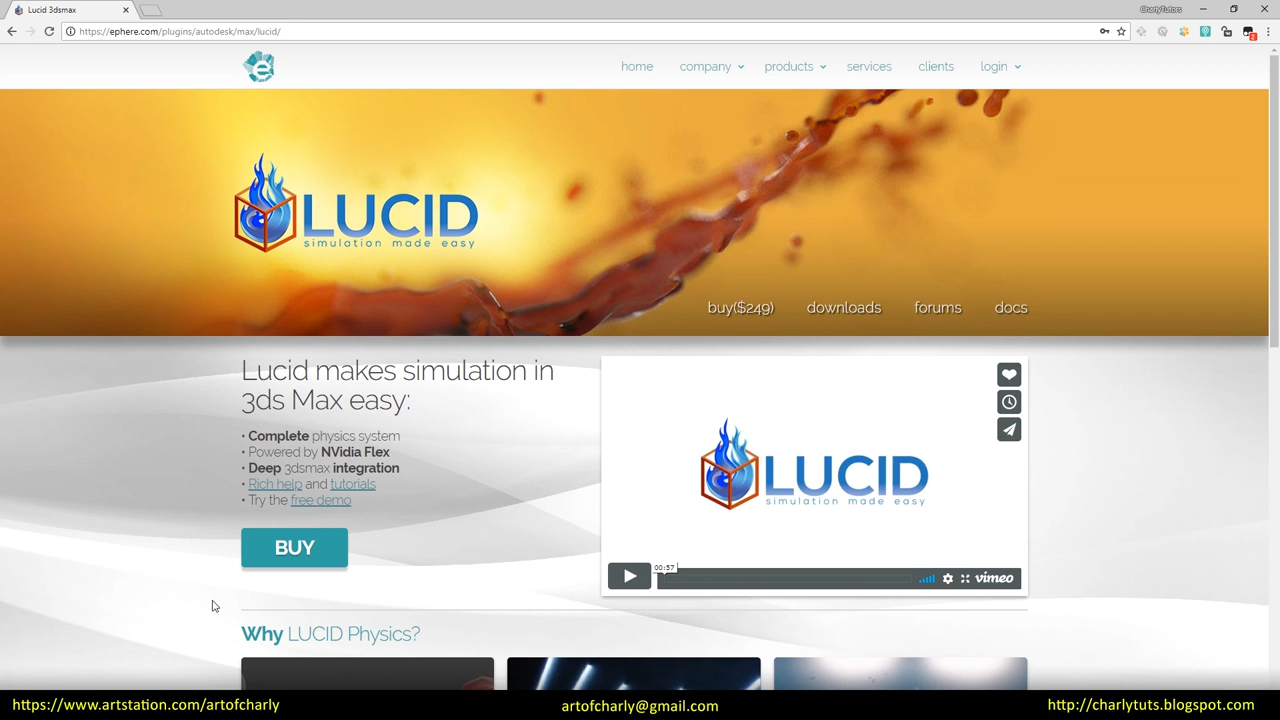 Lucid 3dsmax
CharlyTutors
https://ephere.com/plugins/autodesk/max/lucid/
2
e
home company products services clients login
LUCID
simulation made easy
buy($249) downloads forums docs
Lucid makes simulation in
3ds Max easy:
• Complete physics system
• Powered by NVidia Flex
• Deep 3dsmax integration
• Rich help and tutorials
• Try the free demo
BUY
LUCID
simulation made easy
00:57
vimeo
Why LUCID Physics?
https://www.artstation.com/artofcharly
artofcharly@gmail.com
http://charlytuts.blogspot.com